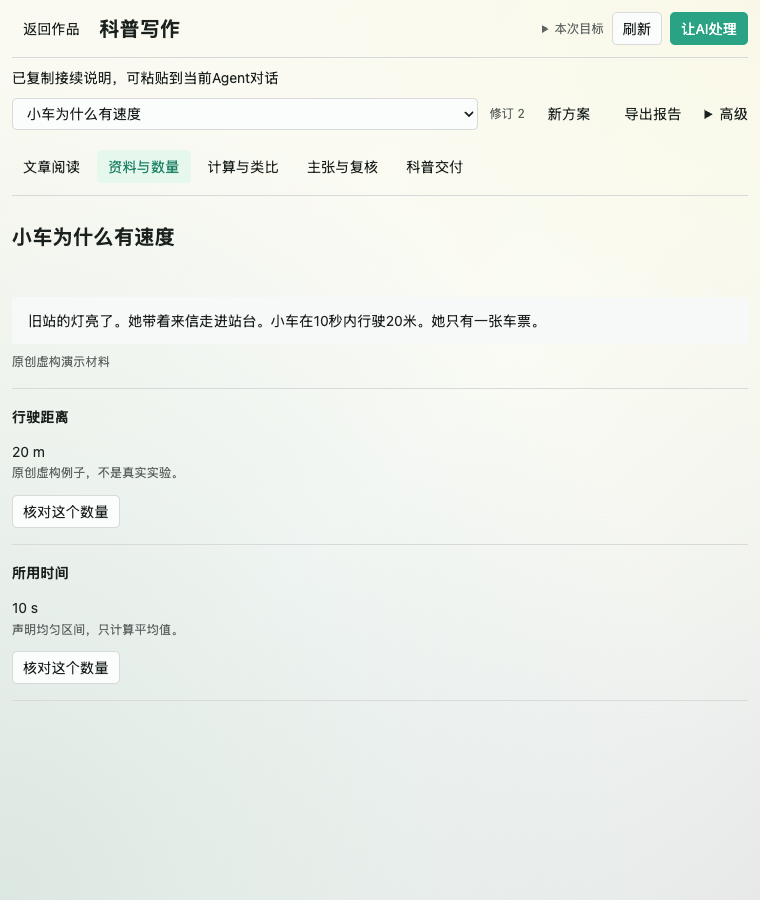 返回作品 科普写作 ▶ 本次目标 刷新 让AI处理
已复制接续说明，可粘贴到当前Agent对话
小车为什么有速度 修订 2 新方案 导出报告 ▶ 高级
文章阅读 资料与数量 计算与类比 主张与复核 科普交付
小车为什么有速度
旧站的灯亮了。她带着来信走进站台。小车在10秒内行驶20米。她只有一张车票。
原创虚构演示材料
行驶距离
20 m
原创虚构例子，不是真实实验。
核对这个数量
所用时间
10 s
声明均匀区间，只计算平均值。
核对这个数量